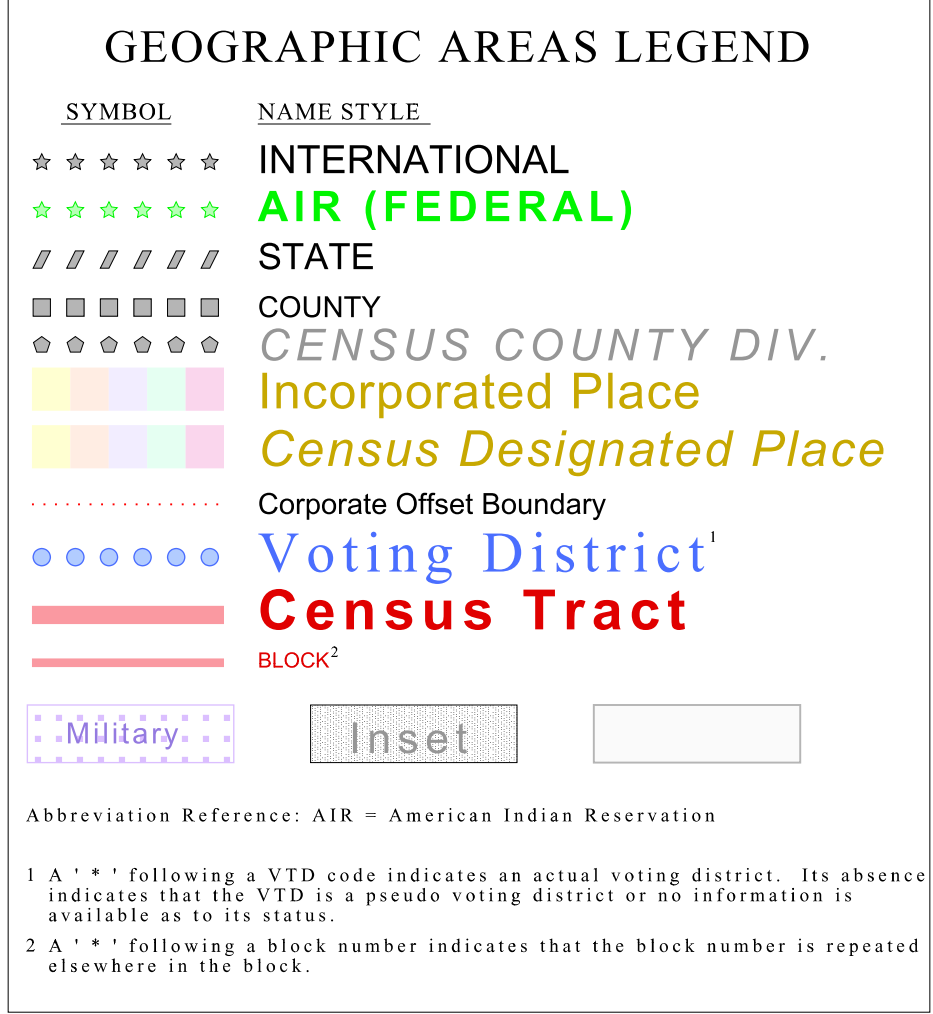 GEOGRAPHIC AREAS LEGEND
SYMBOL NAME STYLE
INTERNATIONAL
AIR (FEDERAL)
STATE
COUNTY
CENSUS COUNTY DIV.
Incorporated Place
Census Designated Place
Corporate Offset Boundary
Voting District1
Census Tract
BLOCK2
Military Inset
Abbreviation Reference: AIR = American Indian Reservation
1 A ' * ' following a VTD code indicates an actual voting district. Its absence
indicates that the VTD is a pseudo voting district or no information is
available as to its status.
2 A ' * ' following a block number indicates that the block number is repeated
elsewhere in the block.